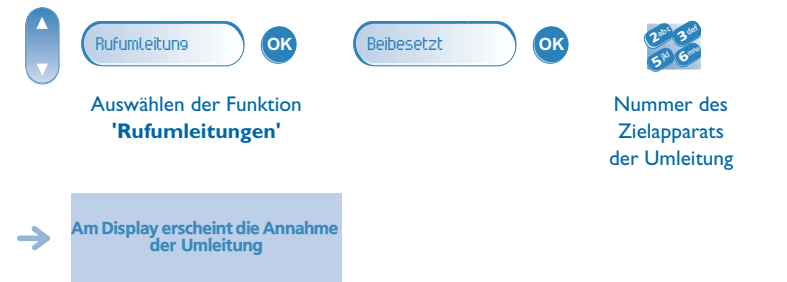 Rufumleitung OK Beibesetzt OK 2abc 3def 5jkl 6mno
Auswählen der Funktion
'Rufumleitungen'
Nummer des
Zielapparats
der Umleitung
Am Display erscheint die Annahme
der Umleitung